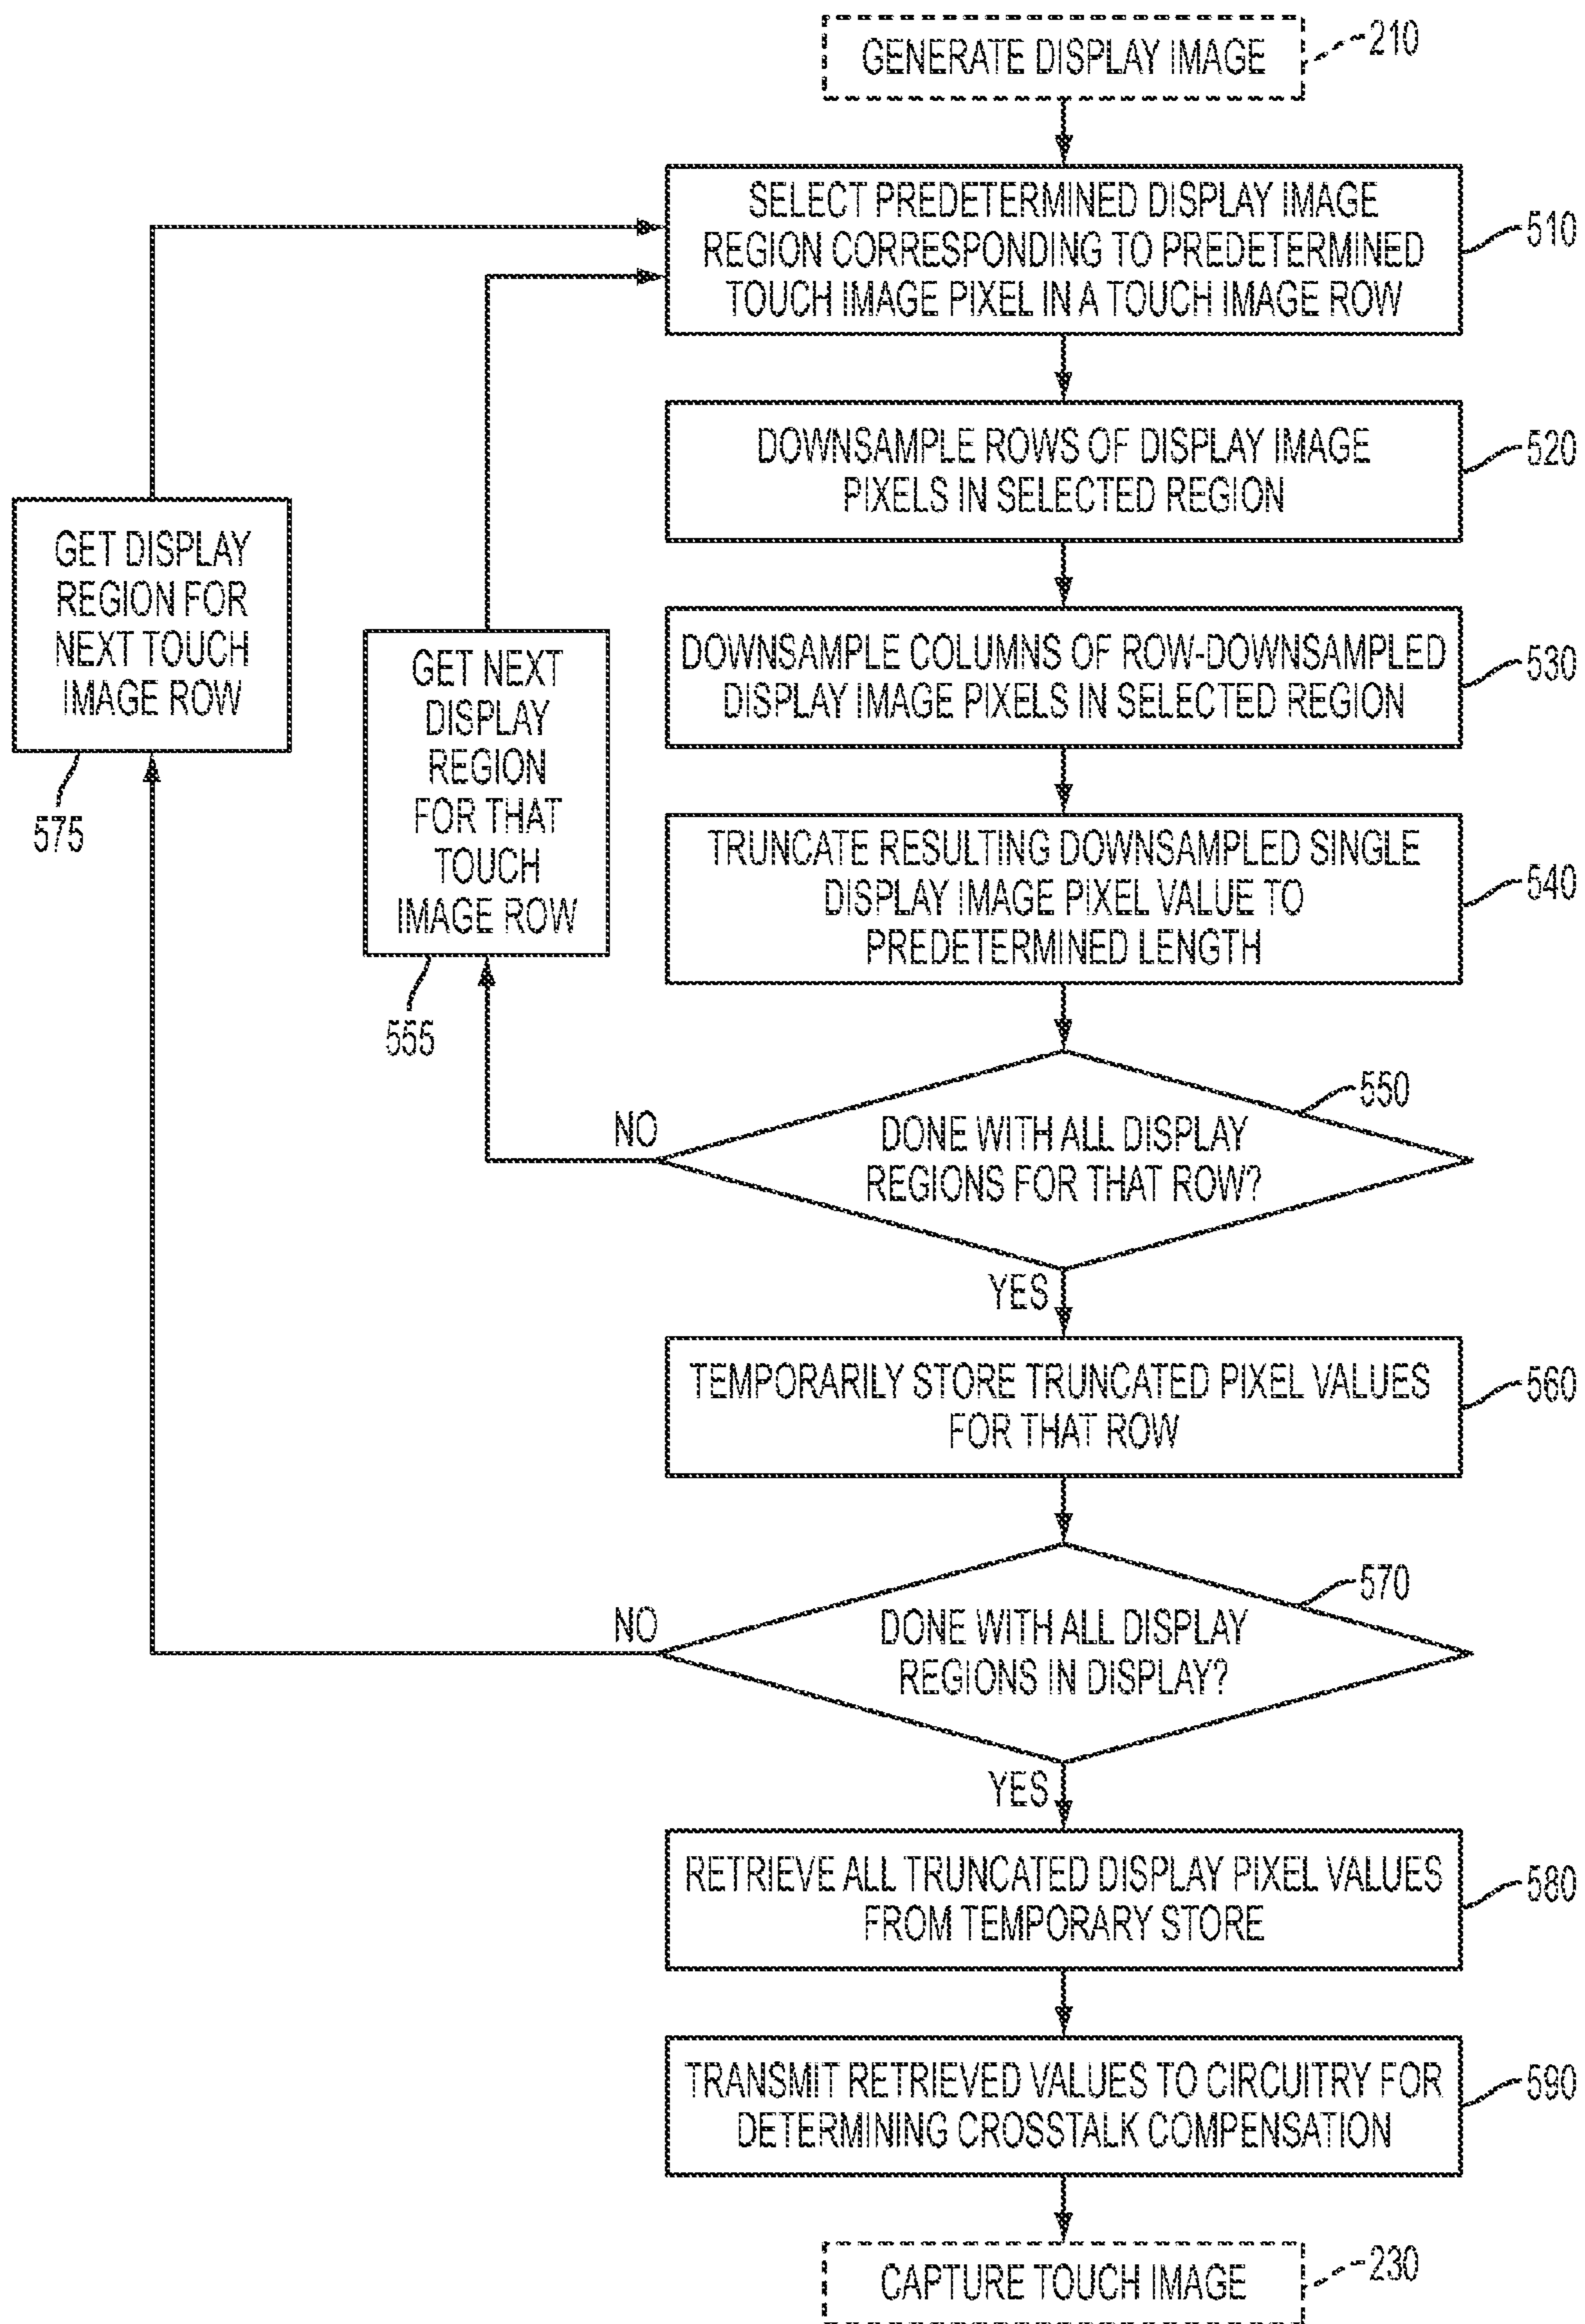 GENERATE DISPLAY IMAGE
210
SELECT PREDETERMINED DISPLAY IMAGE
REGION CORRESPONDING TO PREDETERMINED
TOUCH IMAGE PIXEL IN A TOUCH IMAGE ROW
510
DOWNSAMPLE ROWS OF DISPLAY IMAGE
PIXELS IN SELECTED REGION
520
DOWNSAMPLE COLUMNS OF ROW-DOWNSAMPLED
DISPLAY IMAGE PIXELS IN SELECTED REGION
530
TRUNCATE RESULTING DOWNSAMPLED SINGLE
DISPLAY IMAGE PIXEL VALUE TO
PREDETERMINED LENGTH
540
DONE WITH ALL DISPLAY
REGIONS FOR THAT ROW?
550
NO
GET NEXT
DISPLAY
REGION
FOR THAT
TOUCH
IMAGE ROW
555
YES
TEMPORARILY STORE TRUNCATED PIXEL VALUES
FOR THAT ROW
560
DONE WITH ALL DISPLAY
REGIONS IN DISPLAY?
570
NO
GET DISPLAY
REGION FOR
NEXT TOUCH
IMAGE ROW
575
YES
RETRIEVE ALL TRUNCATED DISPLAY PIXEL VALUES
FROM TEMPORARY STORE
580
TRANSMIT RETRIEVED VALUES TO CIRCUITRY FOR
DETERMINING CROSSTALK COMPENSATION
590
CAPTURE TOUCH IMAGE
230